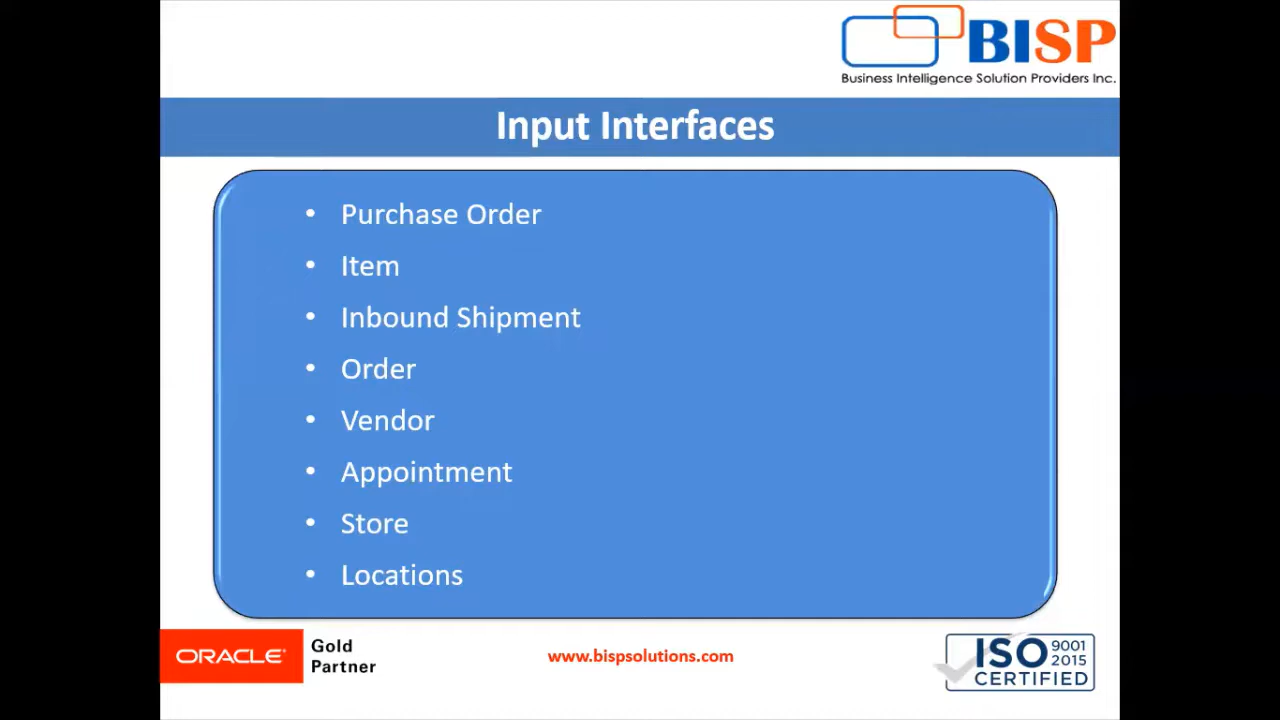 BISP
Business Intelligence Solution Providers Inc.
Input Interfaces
• Purchase Order
• Item
• Inbound Shipment
• Order
• Vendor
• Appointment
• Store
• Locations
ORACLE®
Gold
Partner
www.bispsolutions.com
ISO 9001
2015
CERTIFIED